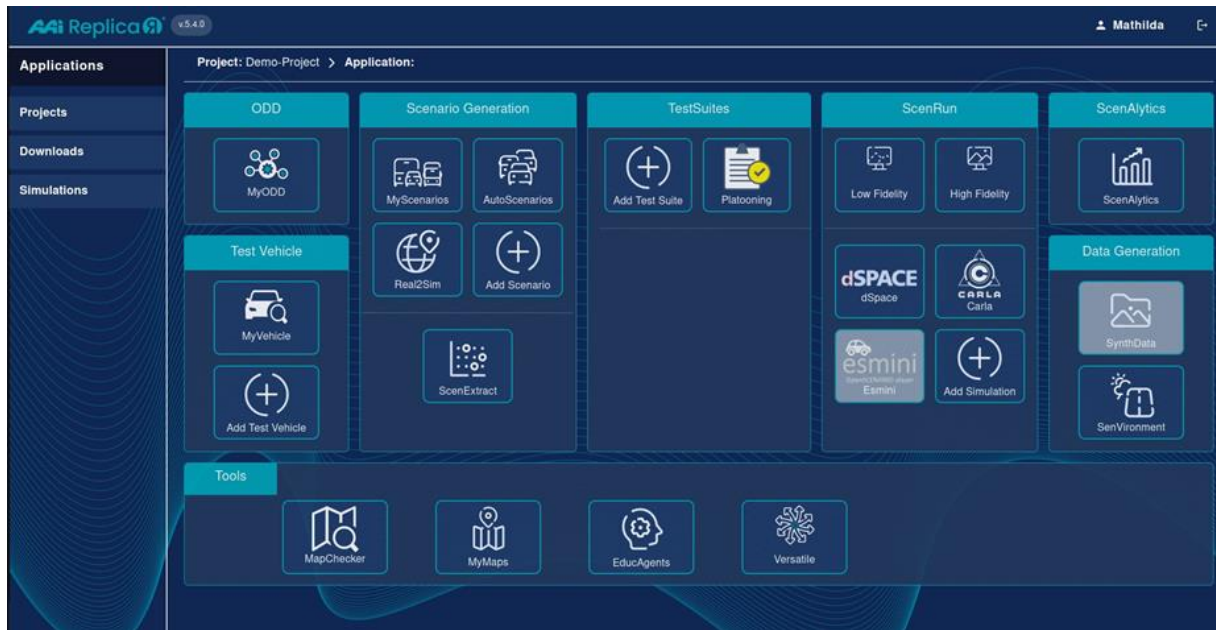 AAi Replica R
v.5.4.0
Mathilda
Applications
Projects
Downloads
Simulations
Project: Demo-Project > Application:
ODD
MyODD
Test Vehicle
MyVehicle
Add Test Vehicle
Scenario Generation
MyScenarios
AutoScenarios
Real2Sim
Add Scenario
ScenExtract
TestSuites
Add Test Suite
Platooning
ScenRun
Low Fidelity
High Fidelity
dSPACE
dSpace
C
CARLA
Carla
esmini
Esmini
Add Simulation
ScenAlytics
ScenAlytics
Data Generation
SynthData
SenVironment
Tools
MapChecker
MyMaps
EducAgents
Versatile